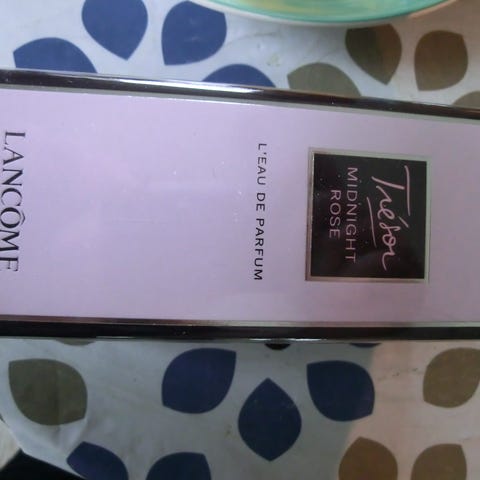 Trésor
MIDNIGHT
ROSE
L'EAU DE PARFUM
LANCÔME